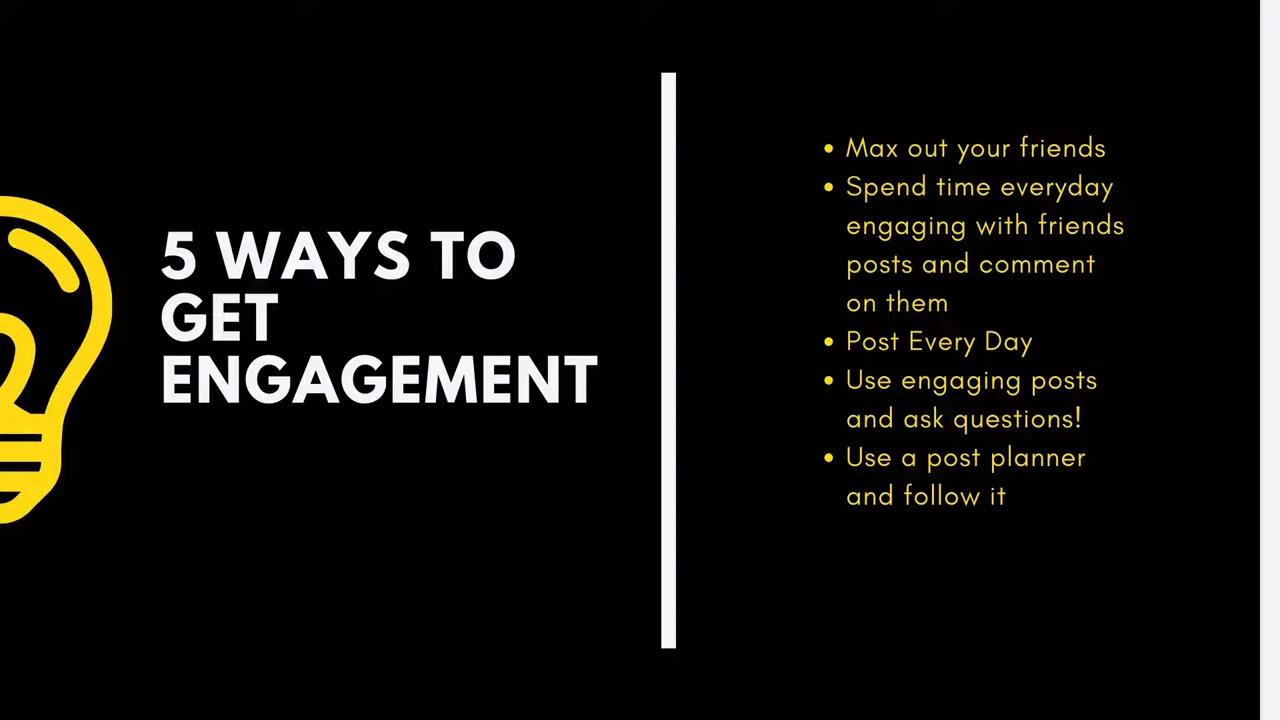 5 WAYS TO
GET
ENGAGEMENT
• Max out your friends
• Spend time everyday
engaging with friends
posts and comment
on them
• Post Every Day
• Use engaging posts
and ask questions!
• Use a post planner
and follow it